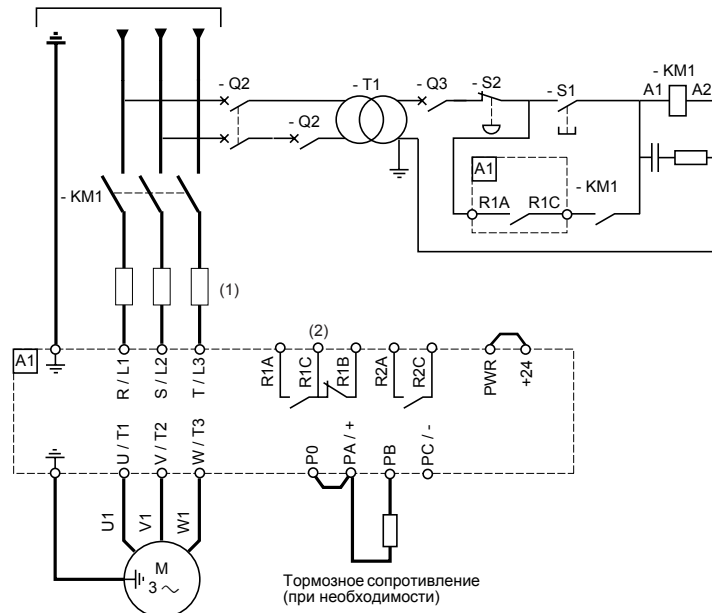 - Q2
- T1
- Q3
- S2
- S1
- KM1
A1
A2
- Q2
A1
- KM1
R1A
R1C
- KM1
(1)
(2)
A1
R / L1
S / L2
T / L3
R1A
R1C
R1B
R2A
R2C
PWR
+24
U / T1
V / T2
W / T3
P0
PA / +
PB
PC / -
U1
V1
W1
M
3 ~
Тормозное сопротивление
(при необходимости)